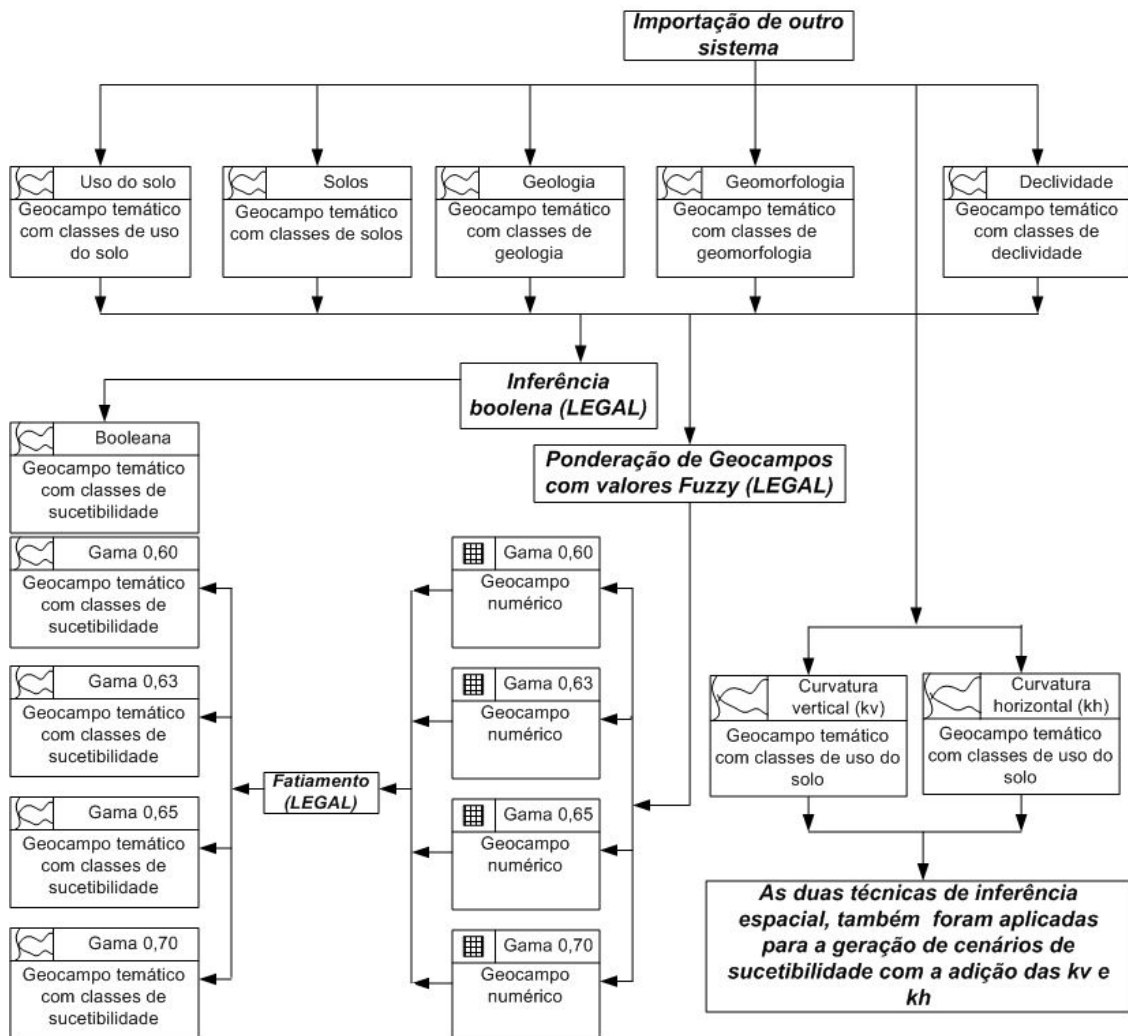 Importação de outro
sistema
Uso do solo
Geocampo temático
com classes de uso
do solo
Solos
Geocampo temático
com classes de solos
Geologia
Geocampo temático
com classes de
geologia
Geomorfologia
Geocampo temático
com classes de
geomorfologia
Declividade
Geocampo temático
com classes de
declividade
Inferência
boolena (LEGAL)
Ponderação de Geocampos
com valores Fuzzy (LEGAL)
Booleana
Geocampo temático
com classes de
sucetibilidade
Gama 0,60
Geocampo temático
com classes de
sucetibilidade
Gama 0,63
Geocampo temático
com classes de
sucetibilidade
Gama 0,65
Geocampo temático
com classes de
sucetibilidade
Gama 0,70
Geocampo temático
com classes de
sucetibilidade
Fatiamento
(LEGAL)
Gama 0,60
Geocampo
numérico
Gama 0,63
Geocampo
numérico
Gama 0,65
Geocampo
numérico
Gama 0,70
Geocampo
numérico
Curvatura
vertical (kv)
Geocampo temático
com classes de uso do
solo
Curvatura
horizontal (kh)
Geocampo temático
com classes de uso do
solo
As duas técnicas de inferência
espacial, também foram aplicadas
para a geração de cenários de
sucetibilidade com a adição das kv e
kh